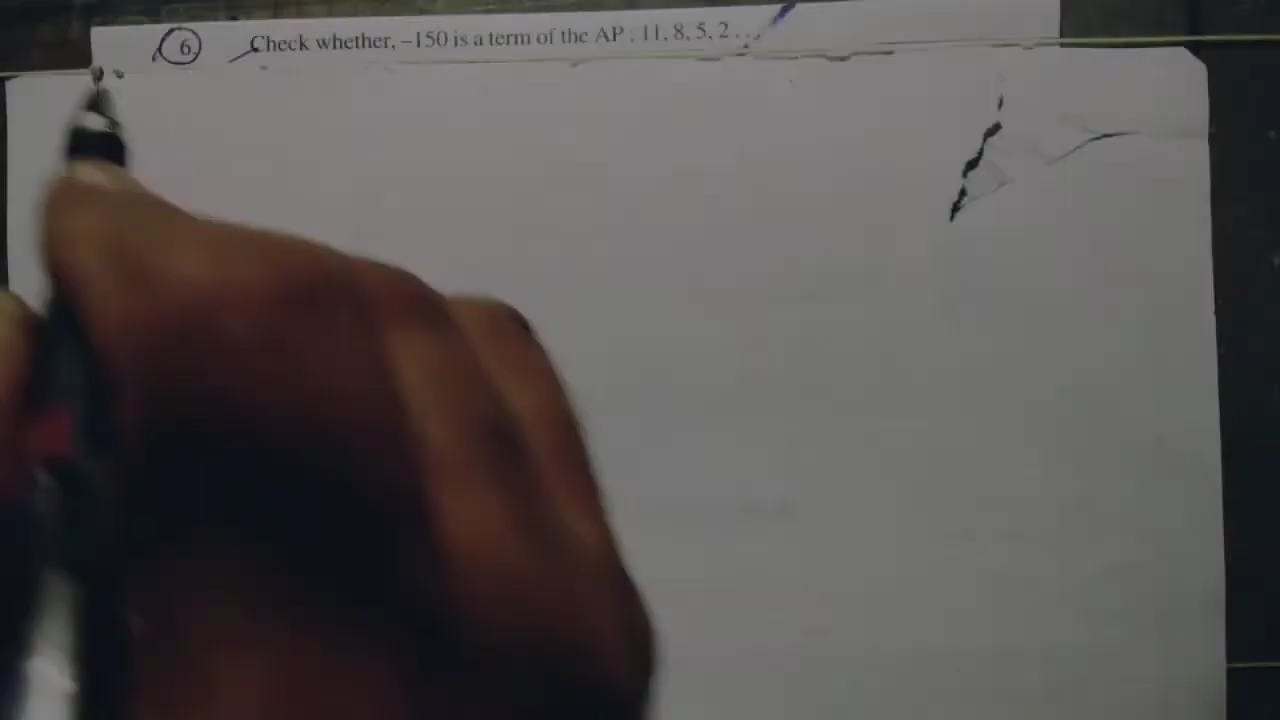 6 Check whether, –150 is a term of the AP : 11, 8, 5, 2 . . .